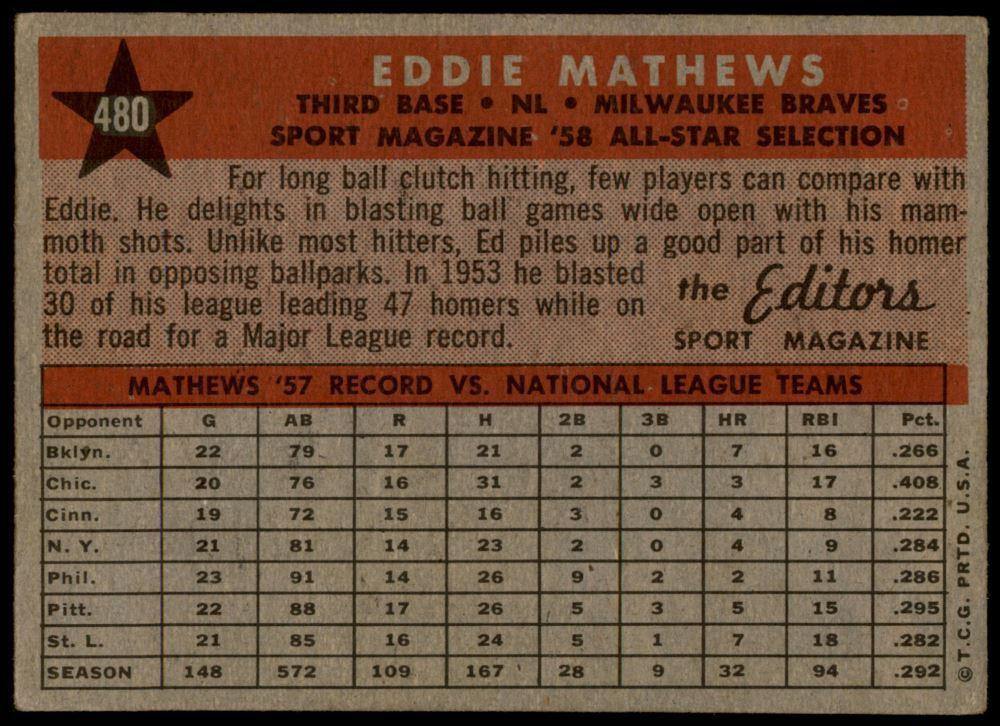 480
EDDIE MATHEWS
THIRD BASE • NL • MILWAUKEE BRAVES
SPORT MAGAZINE '58 ALL-STAR SELECTION
For long ball clutch hitting, few players can compare with
Eddie. He delights in blasting ball games wide open with his mam-
moth shots. Unlike most hitters, Ed piles up a good part of his homer
total in opposing ballparks. In 1953 he blasted
30 of his league leading 47 homers while on
the road for a Major League record.
the Editors
SPORT MAGAZINE
MATHEWS '57 RECORD VS. NATIONAL LEAGUE TEAMS
Opponent G AB R H 2B 3B HR RBI Pct.
Bklyn. 22 79 17 21 2 0 7 16 .266
Chic. 20 76 16 31 2 3 3 17 .408
Cinn. 19 72 15 16 3 0 4 8 .222
N. Y. 21 81 14 23 2 0 4 9 .284
Phil. 23 91 14 26 9 2 2 11 .286
Pitt. 22 88 17 26 5 3 5 15 .295
St. L. 21 85 16 24 5 1 7 18 .282
SEASON 148 572 109 167 28 9 32 94 .292
© T.C.G. PRTD. U.S.A.